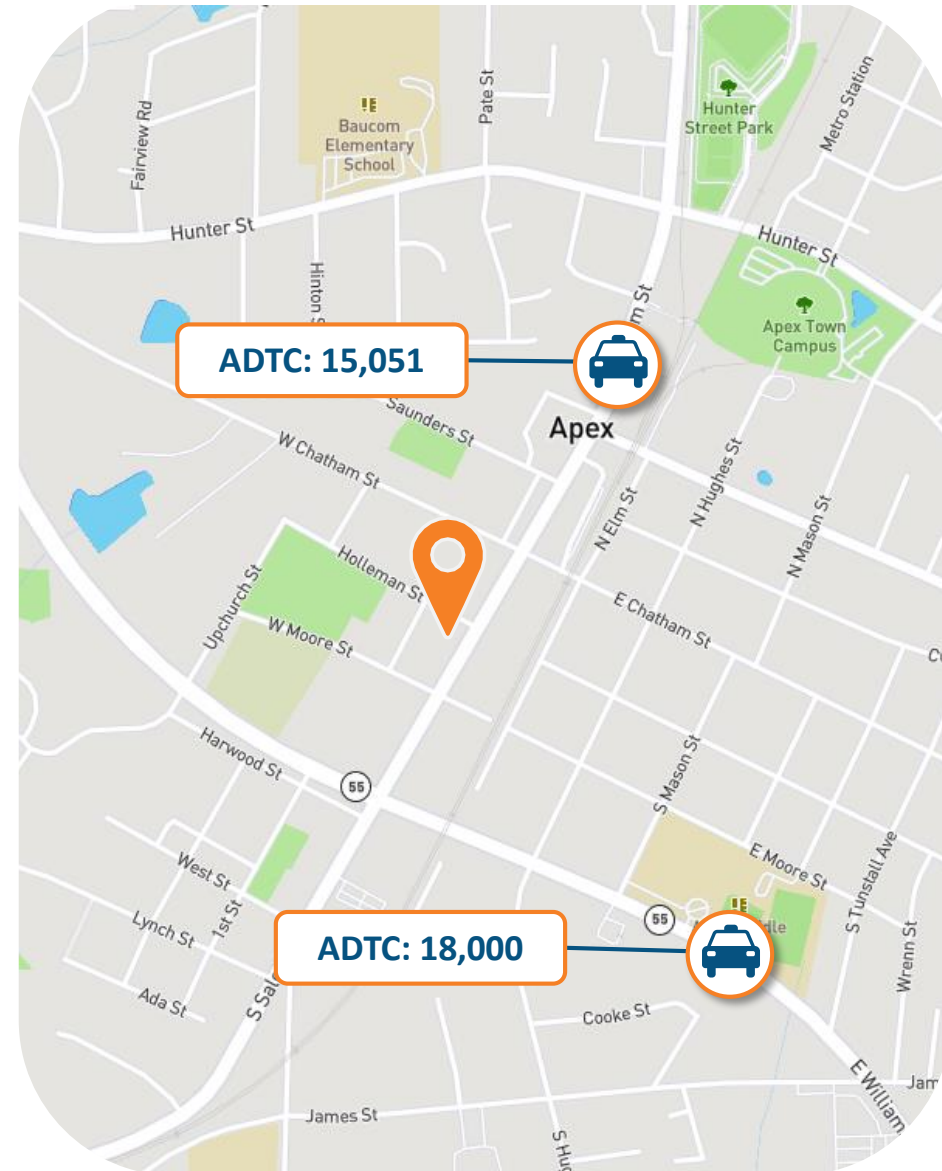 Fairview Rd
Baucom
Elementary
School
Pate St
Hunter
Street Park
Metro Station
Hunter St
Hunter St
Hinton S
m St
Apex Town
Campus
ADTC: 15,051
Apex
Saunders St
W Chatham St
N Elm St
N Hughes St
N Mason St
Holleman St
Upchurch St
W Moore St
E Chatham St
Harwood St
55
S Mason St
E Moore St
S Tunstall Ave
Wrenn St
West St
1st St
Lynch St
55
ADTC: 18,000
Ada St
Cooke St
E William
James St
Jam